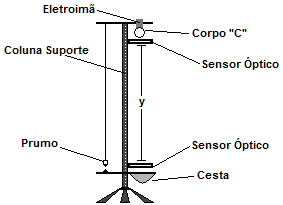 Eletroimã
Corpo "C"
Coluna Suporte
Sensor Óptico
y
Prumo
Sensor Óptico
Cesta